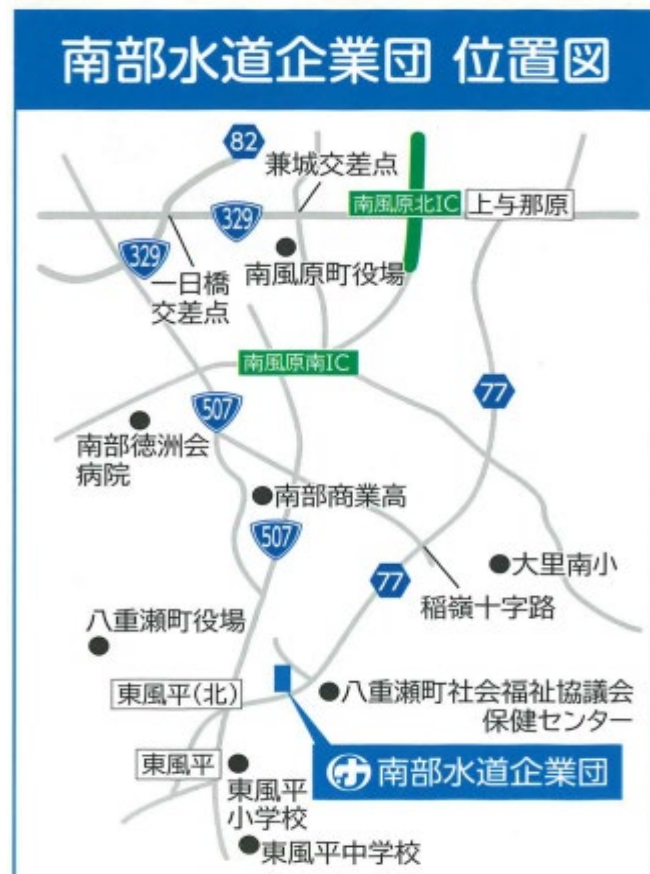 南部水道企業団 位置図
82
兼城交差点
329
南風原北IC
上与那原
329
一日橋
交差点
南風原町役場
南風原南IC
77
507
南部徳洲会
病院
南部商業高
507
大里南小
77
稲嶺十字路
八重瀬町役場
東風平(北)
八重瀬町社会福祉協議会
保健センター
東風平
南部水道企業団
東風平
小学校
東風平中学校